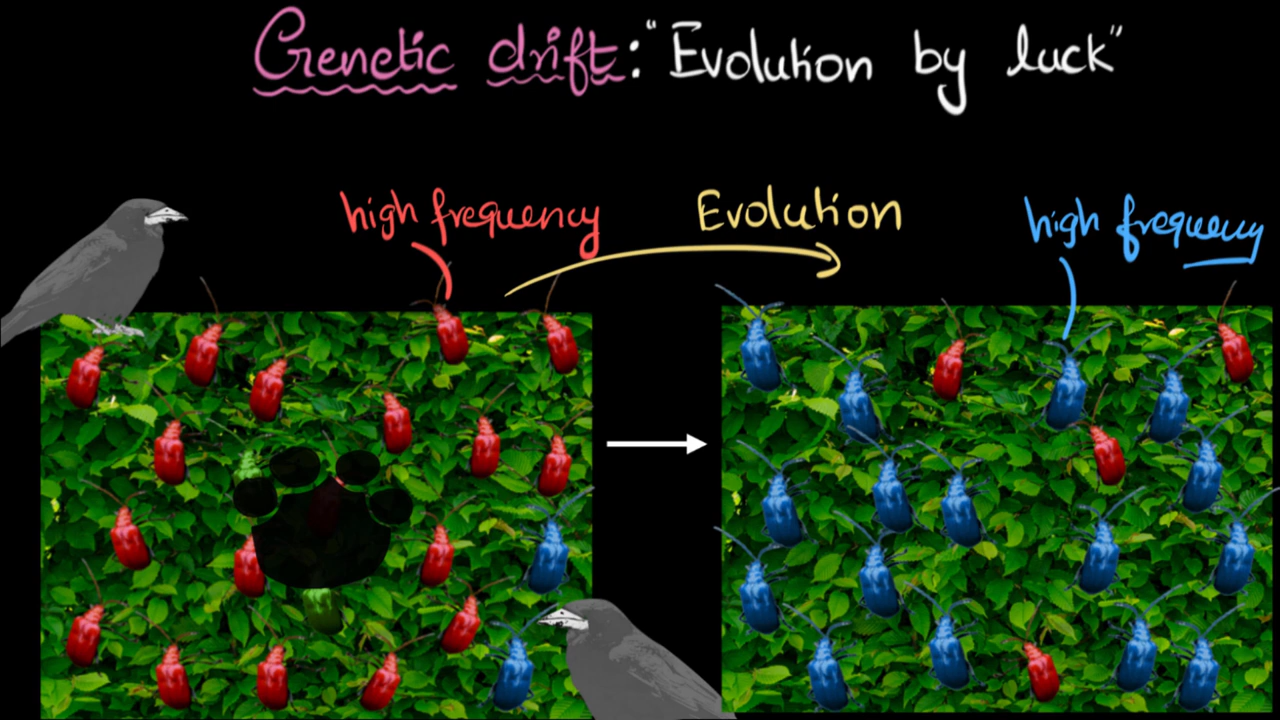 Genetic drift: "Evolution by luck"
high frequency
Evolution
high frequency